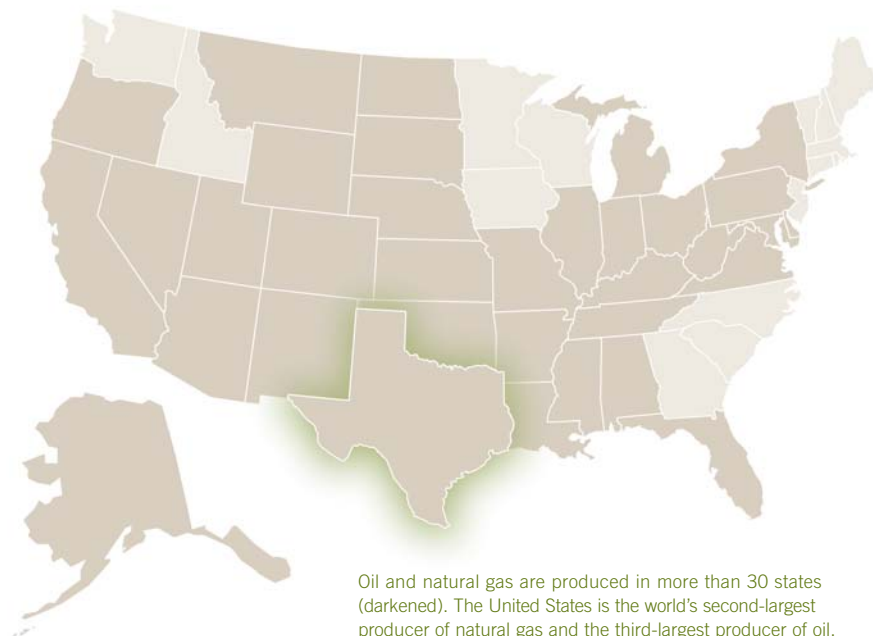 Oil and natural gas are produced in more than 30 states
(darkened). The United States is the world's second-largest
producer of natural gas and the third-largest producer of oil.